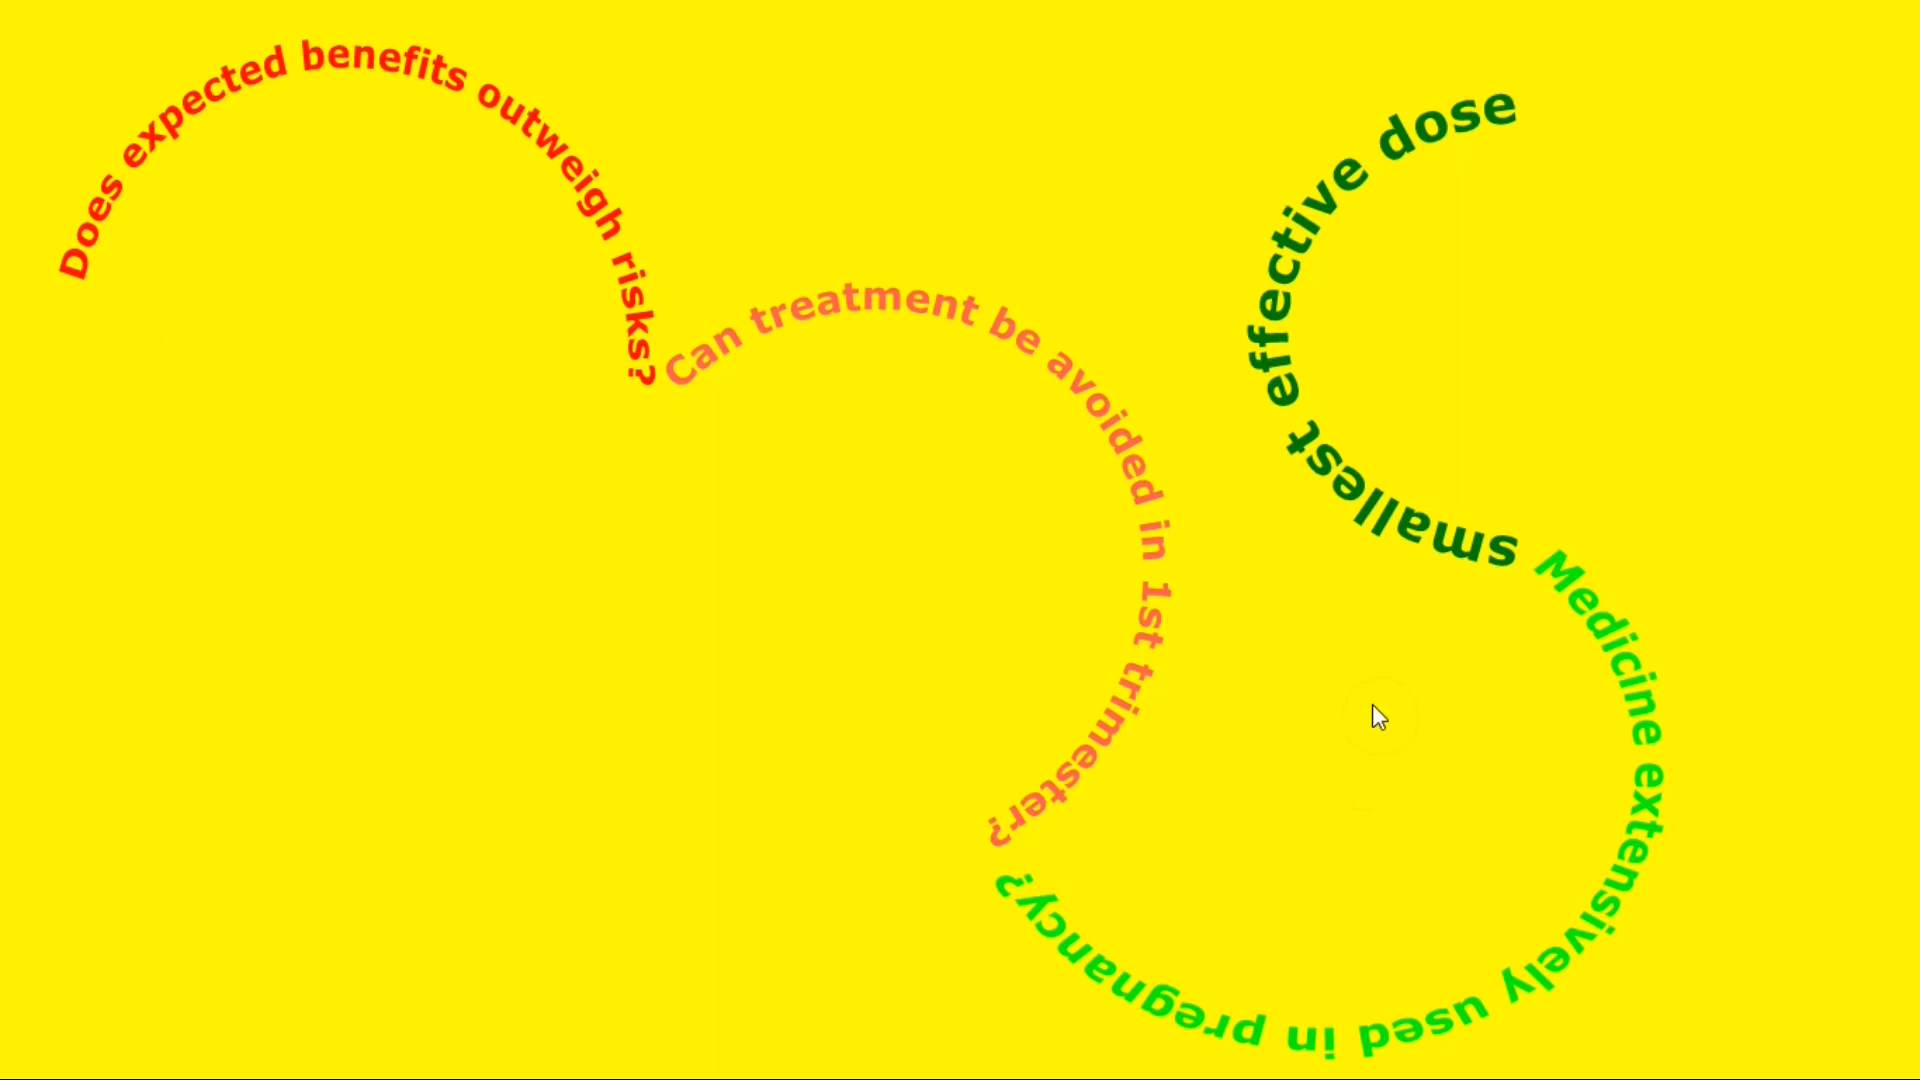 Does expected benefits outweigh risks?
Can treatment be avoided in 1st trimester?
Medicine extensively used in pregnancy?
smallest effective dose